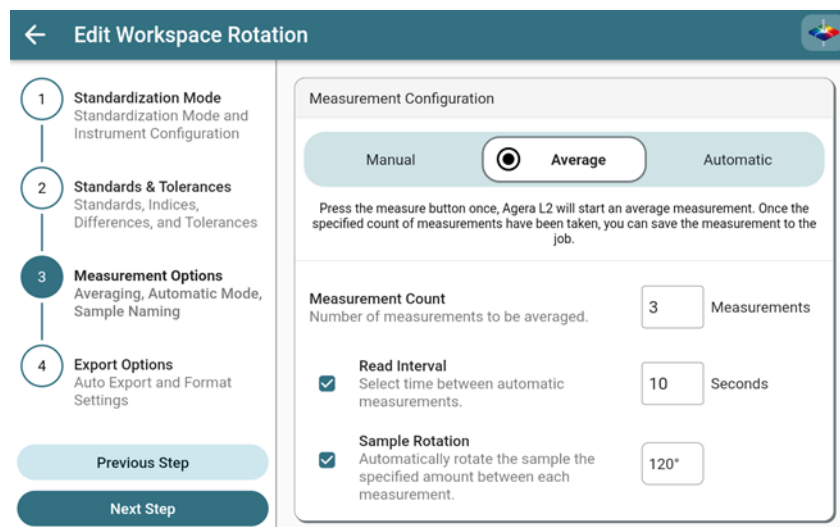 Edit Workspace Rotation
1
Standardization Mode
Standardization Mode and
Instrument Configuration
2
Standards & Tolerances
Standards, Indices,
Differences, and Tolerances
3
Measurement Options
Averaging, Automatic Mode,
Sample Naming
4
Export Options
Auto Export and Format
Settings
Previous Step
Next Step
Measurement Configuration
Manual
Average
Automatic
Press the measure button once, Agera L2 will start an average measurement. Once the
specified count of measurements have been taken, you can save the measurement to the
job.
Measurement Count
Number of measurements to be averaged.
3 Measurements
Read Interval
Select time between automatic
measurements.
10 Seconds
Sample Rotation
Automatically rotate the sample the
specified amount between each
measurement.
120°